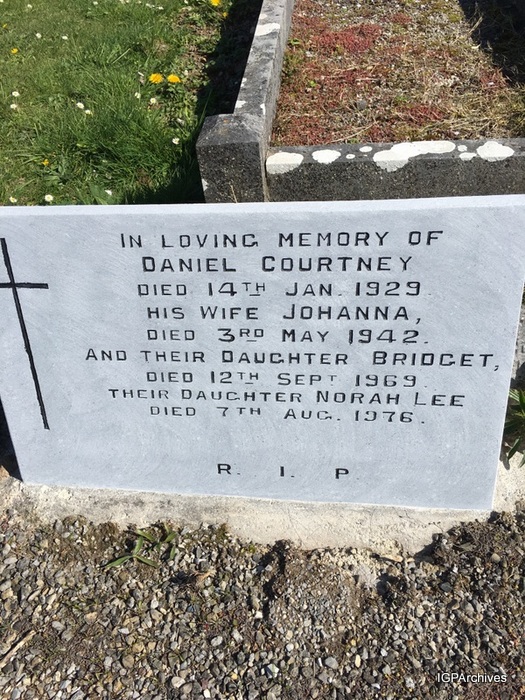 IN LOVING MEMORY OF
DANIEL COURTNEY
DIED 14TH JAN. 1929.
HIS WIFE JOHANNA,
DIED 3RD MAY 1942.
AND THEIR DAUGHTER BRIDGET,
DIED 12TH SEPT 1969.
THEIR DAUGHTER NORAH LEE
DIED 7TH AUG. 1976.
R. I. P
IGPArchives